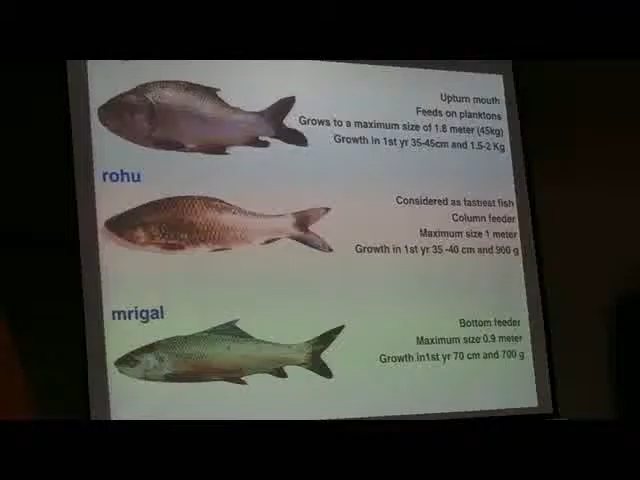 Upturn mouth
Feeds on planktons
Grows to a maximum size of 1.8 meter (45kg)
Growth in 1st yr 35-45cm and 1.5-2 Kg
rohu
Considered as tastiest fish
Column feeder
Maximum size 1 meter
Growth in 1st yr 35 -40 cm and 900 g
mrigal
Bottom feeder
Maximum size 0.9 meter
Growth in1st yr 70 cm and 700 g